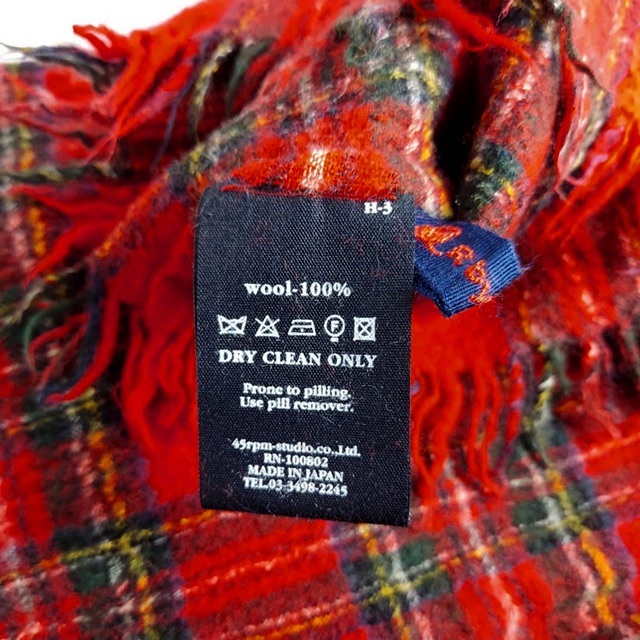 H-3
wool-100%
F
DRY CLEAN ONLY
Prone to pilling.
Use pill remover.
45rpm-studio.co.,Ltd.
RN-100802
MADE IN JAPAN
TEL.03-3498-2245